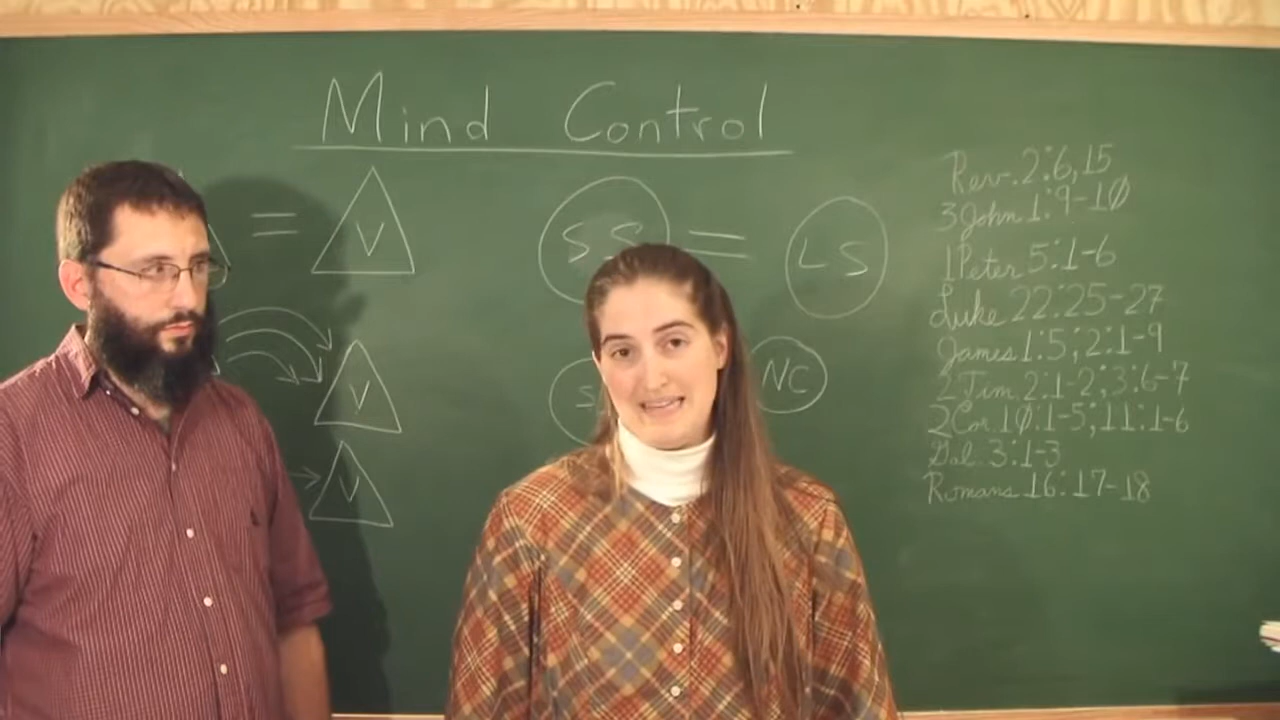 Mind Control
= V
SS = LS
V
S NC
V
Rev. 2:6,15
3 John 1:9-10
1 Peter 5:1-6
Luke 22:25-27
James 1:5; 2:1-9
2 Tim. 2:1-2; 3:6-7
2 Cor. 10:1-5; 11:1-6
Gal. 3:1-3
Romans 16:17-18